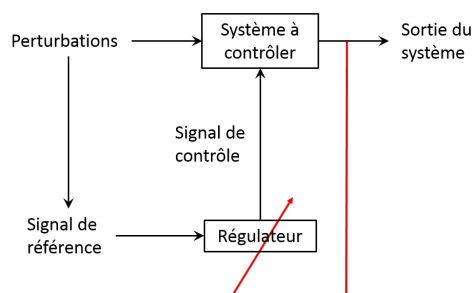 Perturbations
Système à
contrôler
Sortie du
système
Signal de
contrôle
Signal de
référence
Régulateur